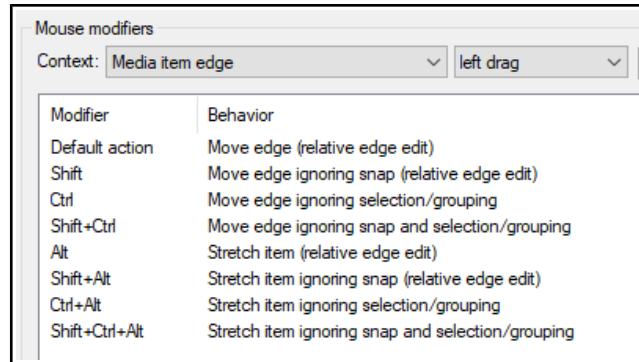 Mouse modifiers
Context: Media item edge left drag
Modifier Behavior
Default action Move edge (relative edge edit)
Shift Move edge ignoring snap (relative edge edit)
Ctrl Move edge ignoring selection/grouping
Shift+Ctrl Move edge ignoring snap and selection/grouping
Alt Stretch item (relative edge edit)
Shift+Alt Stretch item ignoring snap (relative edge edit)
Ctrl+Alt Stretch item ignoring selection/grouping
Shift+Ctrl+Alt Stretch item ignoring snap and selection/grouping